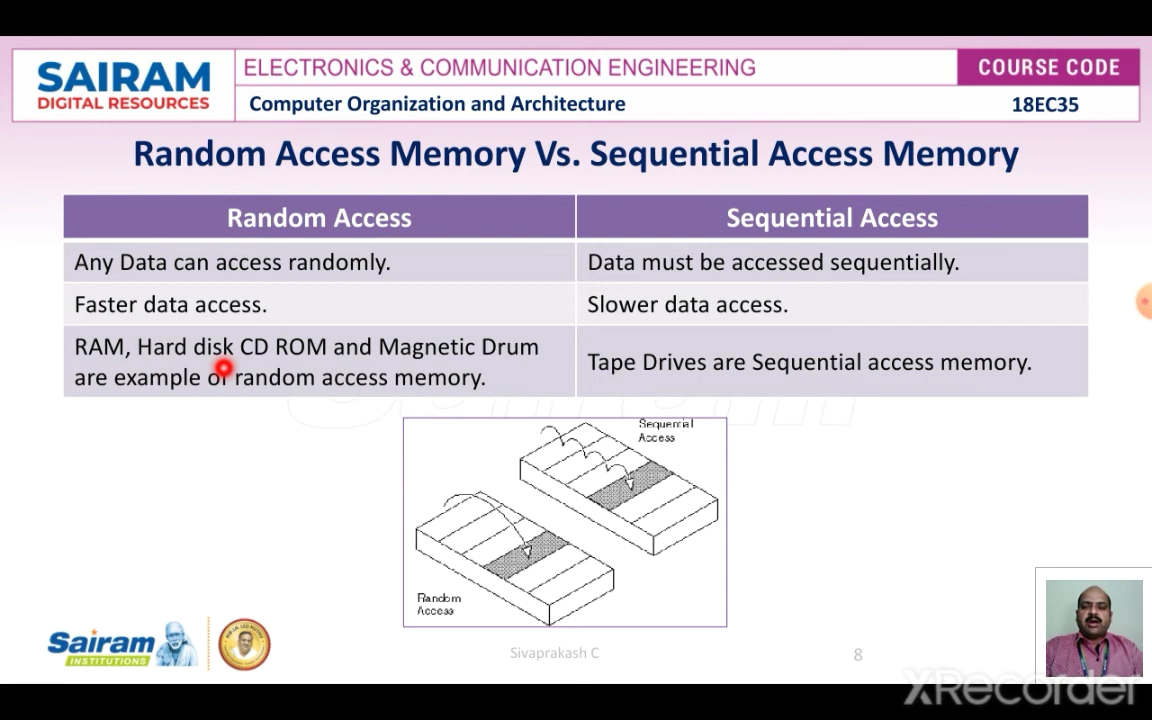 SAIRAM
DIGITAL RESOURCES
ELECTRONICS & COMMUNICATION ENGINEERING
COURSE CODE
Computer Organization and Architecture
18EC35
Random Access Memory Vs. Sequential Access Memory
Random Access
Sequential Access
Any Data can access randomly.
Data must be accessed sequentially.
Faster data access.
Slower data access.
RAM, Hard disk CD ROM and Magnetic Drum
are example of random access memory.
Tape Drives are Sequential access memory.
Sequential
Access
Random
Access
Sairam
INSTITUTIONS
Sivaprakash C
8
XRecorder